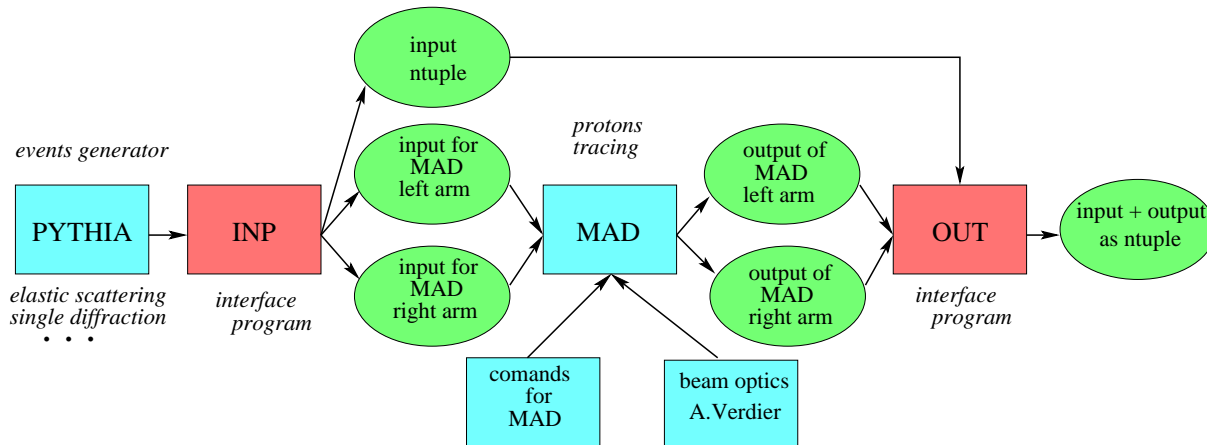 input
ntuple
events generator
PYTHIA
elastic scattering
single diffraction
. . .
INP
interface
program
input for
MAD
left arm
input for
MAD
right arm
protons
tracing
MAD
comands
for
MAD
beam optics
A.Verdier
output of
MAD
left arm
output of
MAD
right arm
OUT
interface
program
input + output
as ntuple